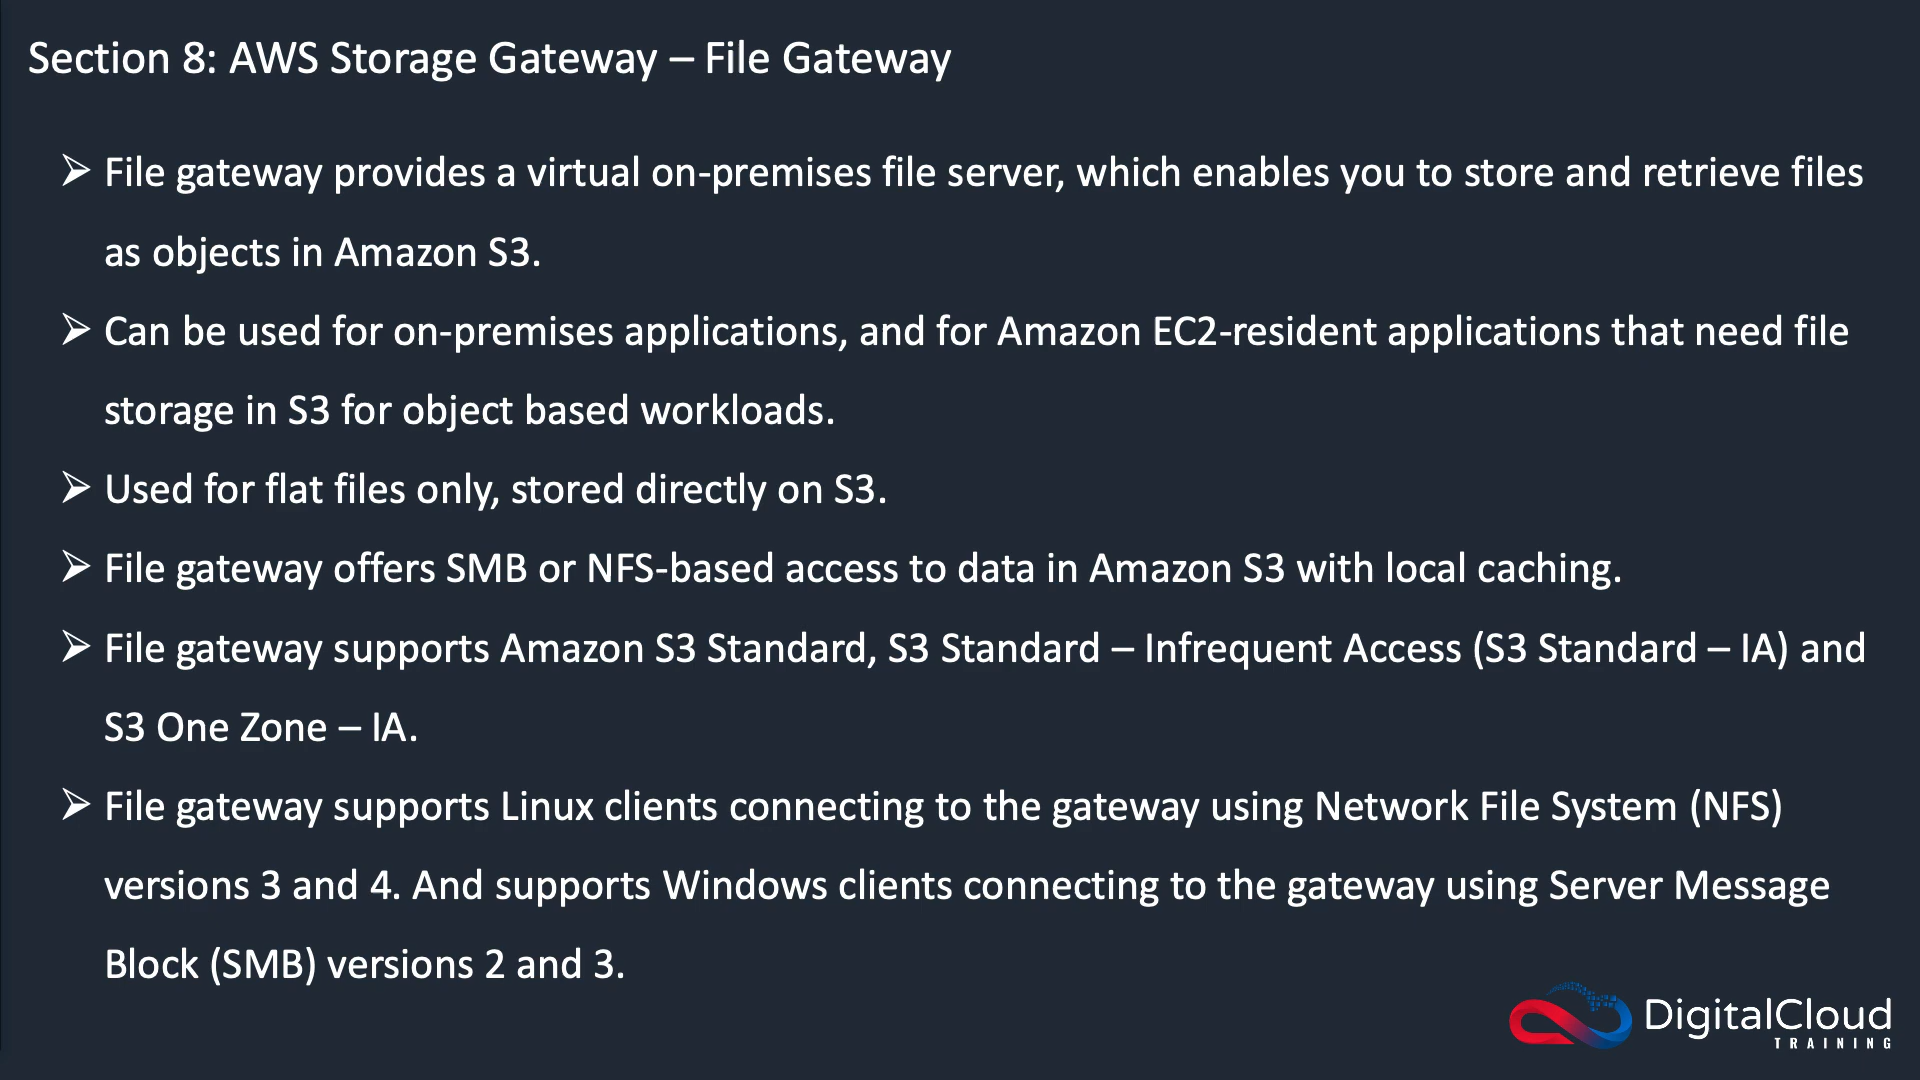 Section 8: AWS Storage Gateway – File Gateway
➢ File gateway provides a virtual on-premises file server, which enables you to store and retrieve files
as objects in Amazon S3.
➢ Can be used for on-premises applications, and for Amazon EC2-resident applications that need file
storage in S3 for object based workloads.
➢ Used for flat files only, stored directly on S3.
➢ File gateway offers SMB or NFS-based access to data in Amazon S3 with local caching.
➢ File gateway supports Amazon S3 Standard, S3 Standard – Infrequent Access (S3 Standard – IA) and
S3 One Zone – IA.
➢ File gateway supports Linux clients connecting to the gateway using Network File System (NFS)
versions 3 and 4. And supports Windows clients connecting to the gateway using Server Message
Block (SMB) versions 2 and 3.
DigitalCloud
TRAINING